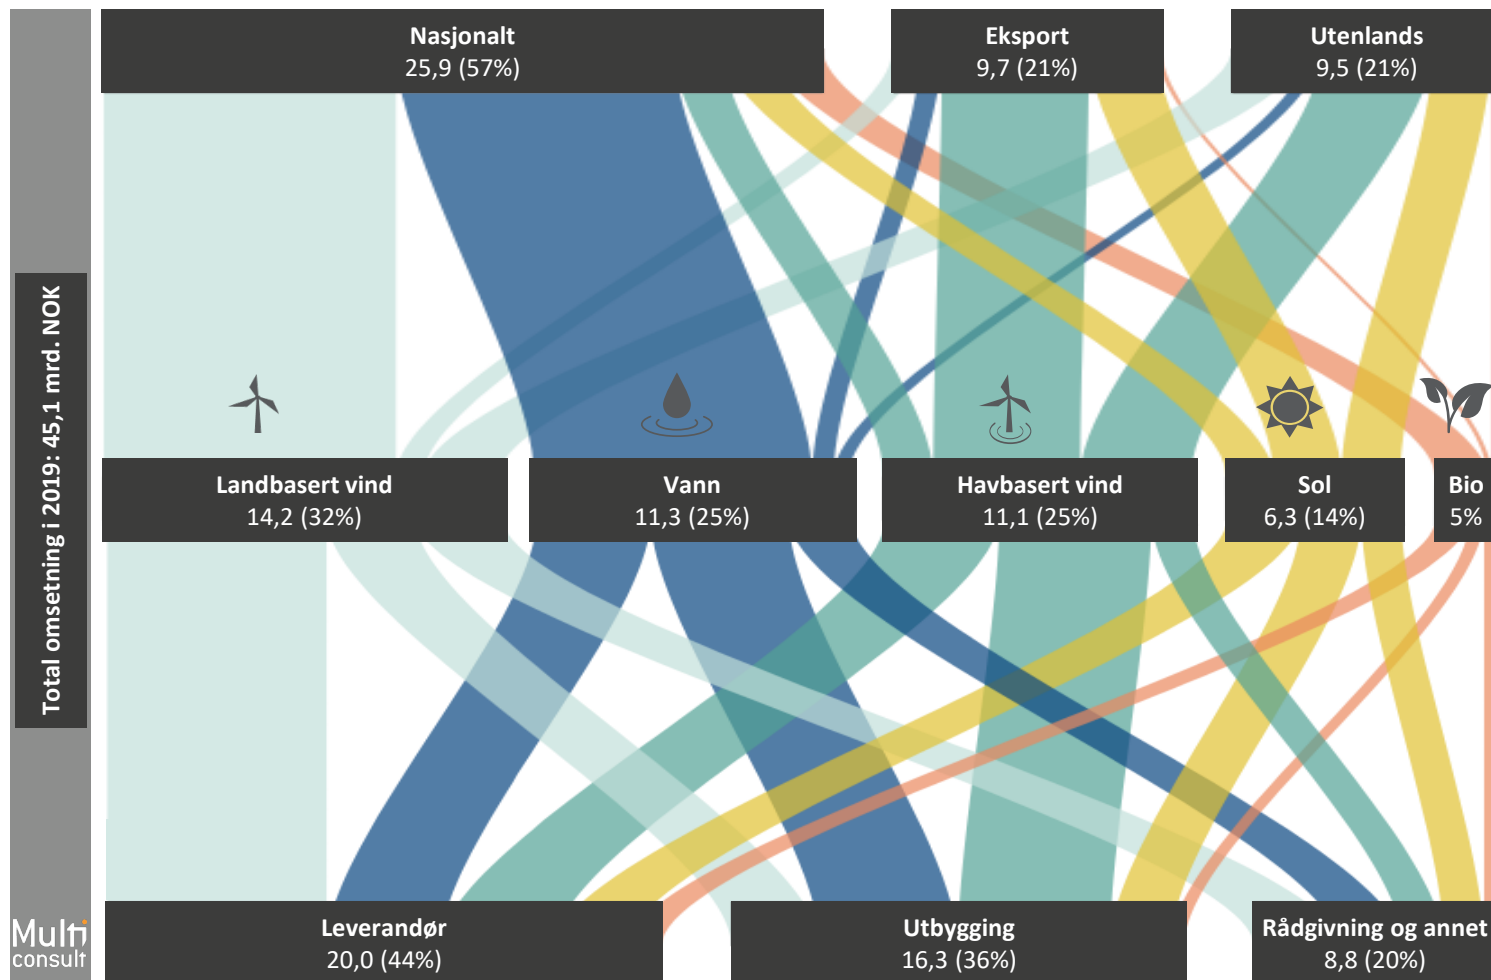 Nasjonalt
25,9 (57%)
Eksport
9,7 (21%)
Utenlands
9,5 (21%)
Total omsetning i 2019: 45,1 mrd. NOK
Landbasert vind
14,2 (32%)
Vann
11,3 (25%)
Havbasert vind
11,1 (25%)
Sol
6,3 (14%)
Bio
5%
Leverandør
20,0 (44%)
Utbygging
16,3 (36%)
Rådgivning og annet
8,8 (20%)
Multi
consult